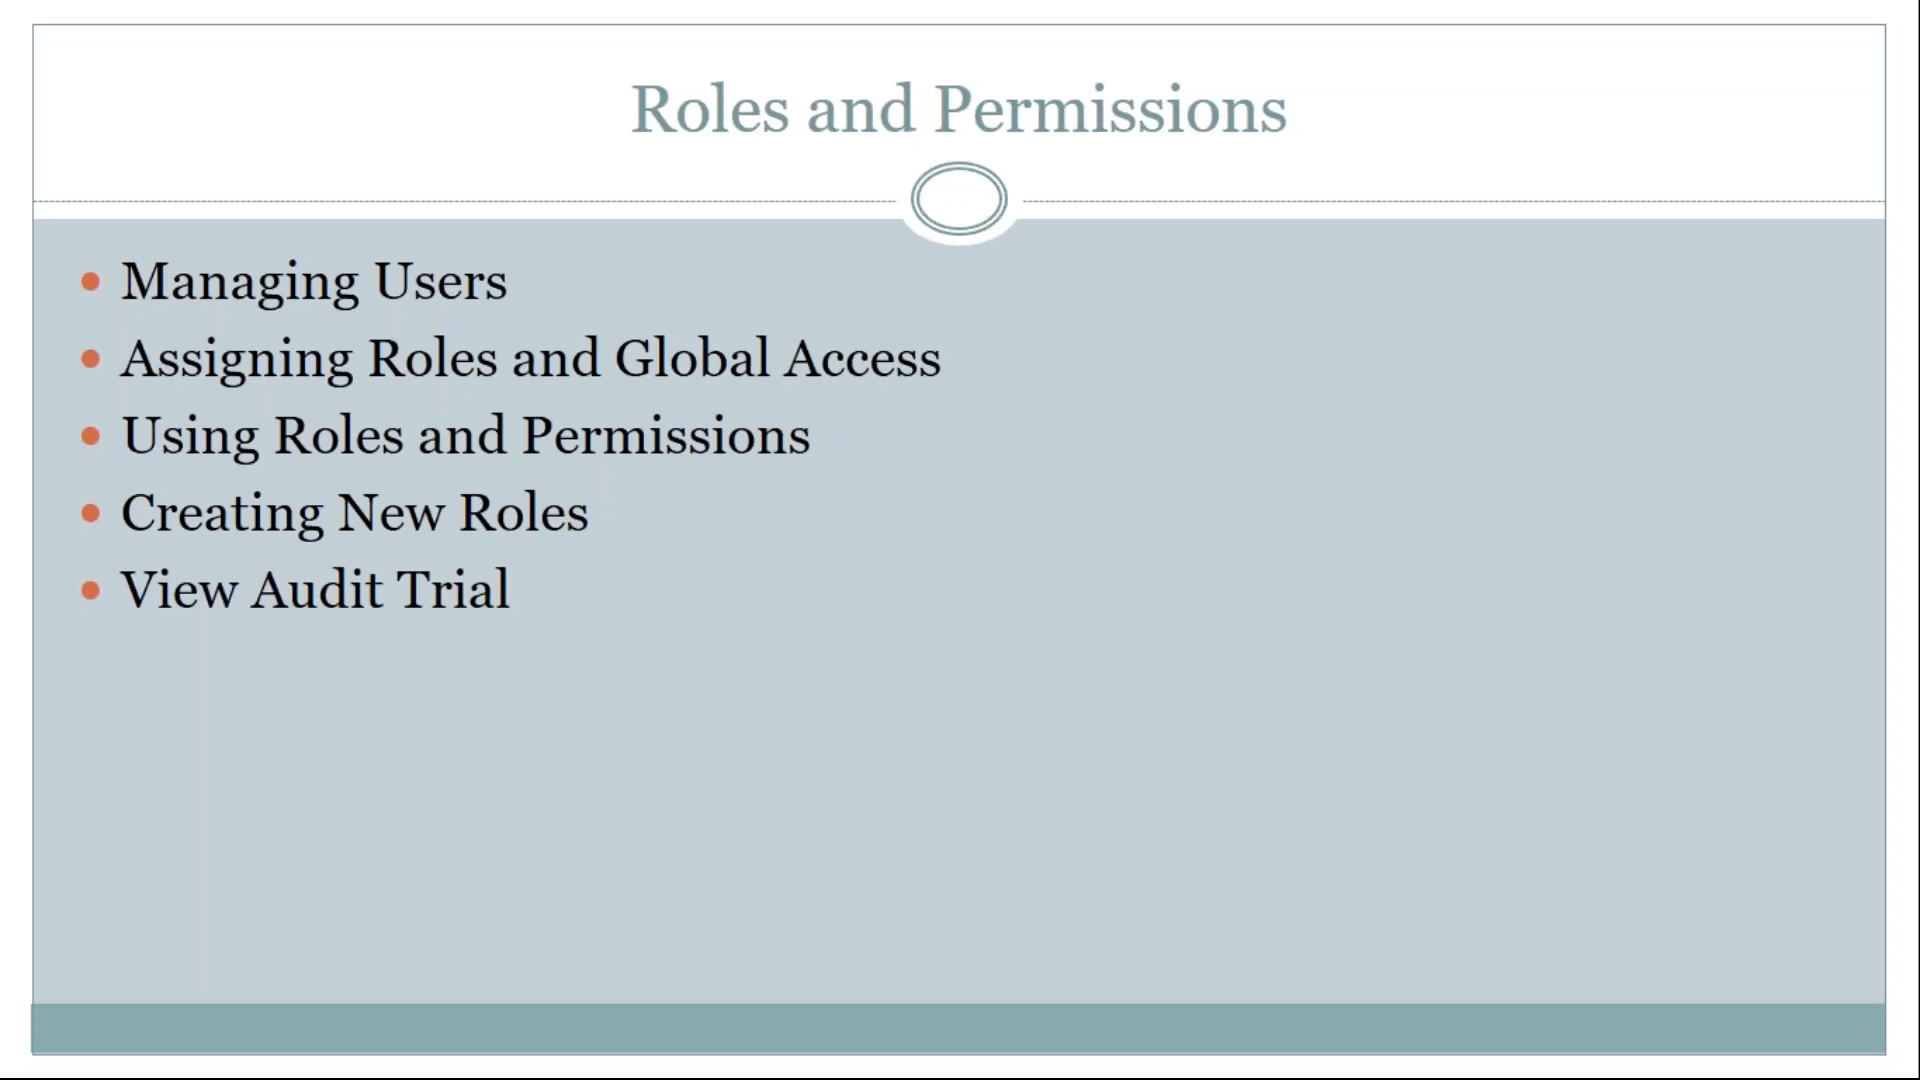 Roles and Permissions
• Managing Users
• Assigning Roles and Global Access
• Using Roles and Permissions
• Creating New Roles
• View Audit Trial